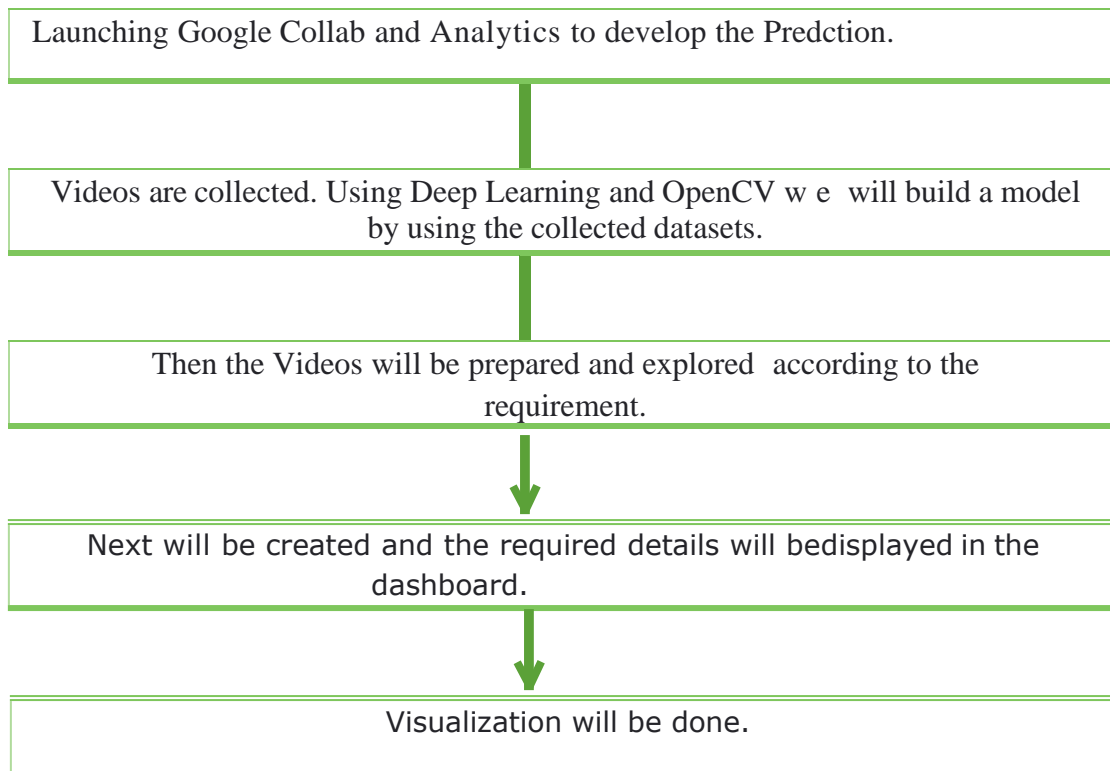 Launching Google Collab and Analytics to develop the Predction.
Videos are collected. Using Deep Learning and OpenCV w e will build a model
by using the collected datasets.
Then the Videos will be prepared and explored according to the
requirement.
Next will be created and the required details will bedisplayed in the
dashboard.
Visualization will be done.